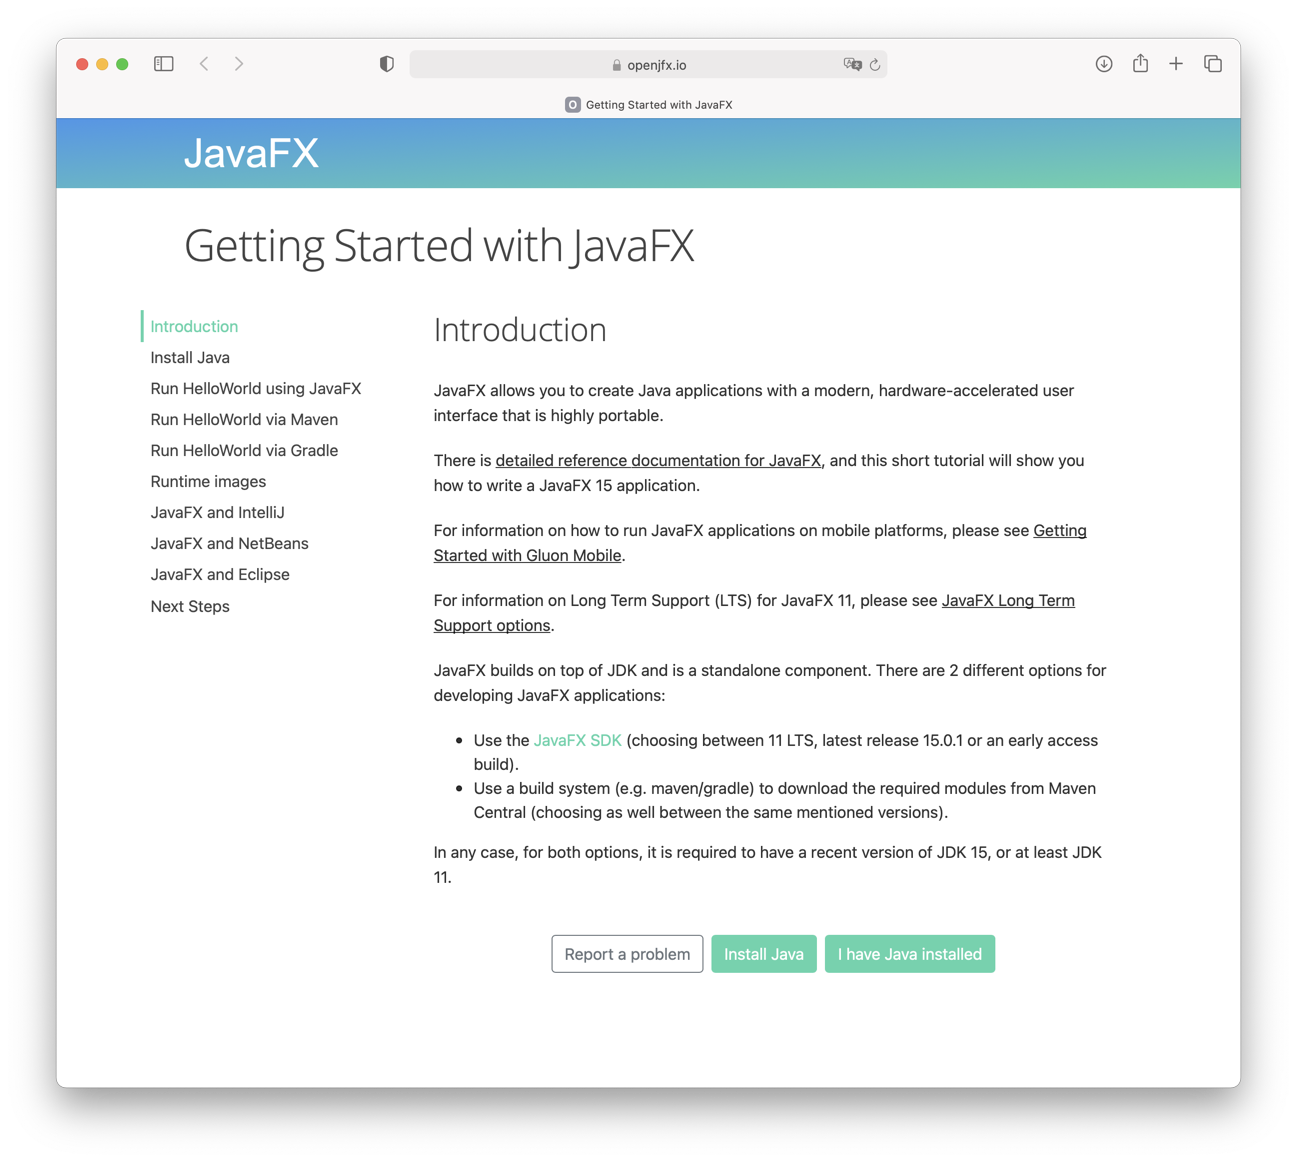 openjfx.io
O Getting Started with JavaFX
JavaFX
Getting Started with JavaFX
Introduction
Install Java
Run HelloWorld using JavaFX
Run HelloWorld via Maven
Run HelloWorld via Gradle
Runtime images
JavaFX and IntelliJ
JavaFX and NetBeans
JavaFX and Eclipse
Next Steps
Introduction
JavaFX allows you to create Java applications with a modern, hardware-accelerated user
interface that is highly portable.
There is detailed reference documentation for JavaFX, and this short tutorial will show you
how to write a JavaFX 15 application.
For information on how to run JavaFX applications on mobile platforms, please see Getting
Started with Gluon Mobile.
For information on Long Term Support (LTS) for JavaFX 11, please see JavaFX Long Term
Support options.
JavaFX builds on top of JDK and is a standalone component. There are 2 different options for
developing JavaFX applications:
• Use the JavaFX SDK (choosing between 11 LTS, latest release 15.0.1 or an early access
build).
• Use a build system (e.g. maven/gradle) to download the required modules from Maven
Central (choosing as well between the same mentioned versions).
In any case, for both options, it is required to have a recent version of JDK 15, or at least JDK
11.
Report a problem
Install Java
I have Java installed